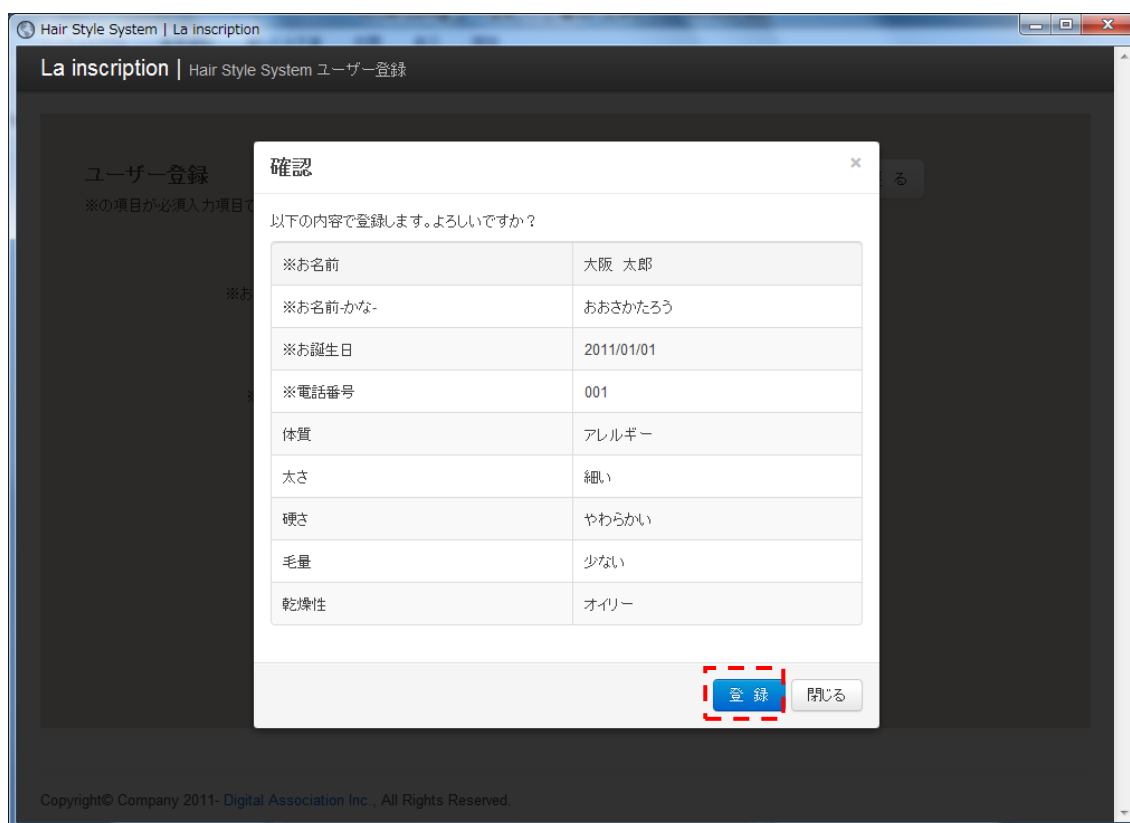 Hair Style System | La inscription
La inscription | Hair Style System ユーザー登録
ユーザー登録
※の項目が必須入力項目で
る
※お
※
確認
×
以下の内容で登録します。よろしいですか？
※お名前 大阪 太郎
※お名前-かな- おおさかたろう
※お誕生日 2011/01/01
※電話番号 001
体質 アレルギー
太さ 細い
硬さ やわらかい
毛量 少ない
乾燥性 オイリー
登 録 閉じる
Copyright© Company 2011- Digital Association Inc., All Rights Reserved.